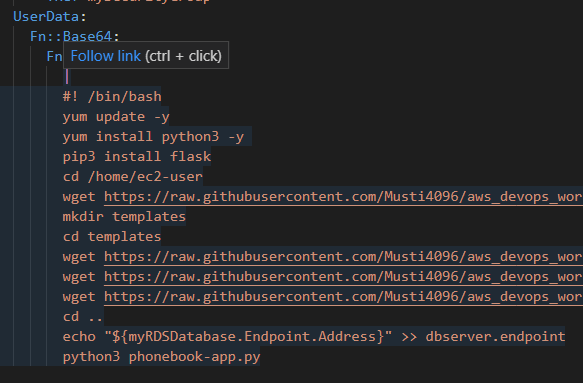 UserData:
Fn::Base64:
Fn
Follow link (ctrl + click)
|
#! /bin/bash
yum update -y
yum install python3 -y
pip3 install flask
cd /home/ec2-user
wget https://raw.githubusercontent.com/Musti4096/aws_devops_wor
mkdir templates
cd templates
wget https://raw.githubusercontent.com/Musti4096/aws_devops_wor
wget https://raw.githubusercontent.com/Musti4096/aws_devops_wor
wget https://raw.githubusercontent.com/Musti4096/aws_devops_wor
cd ..
echo "${myRDSDatabase.Endpoint.Address}" >> dbserver.endpoint
python3 phonebook-app.py